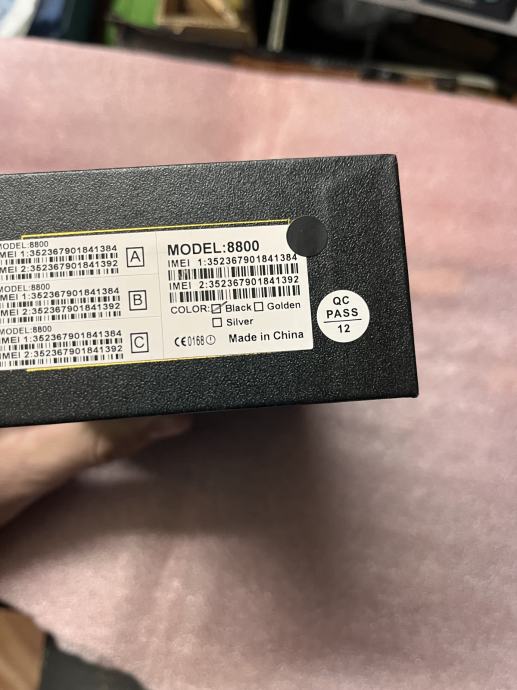 MODEL:8800
IMEI 1:352367901841384
IMEI 2:352367901841392
A
MODEL:8800
IMEI 1:352367901841384
IMEI 2:352367901841392
B
MODEL:8800
IMEI 1:352367901841384
IMEI 2:352367901841392
C
MODEL:8800
IMEI 1:352367901841384
IMEI 2:352367901841392
COLOR: Black Golden
Silver
CE0168 Made in China
QC
PASS
12